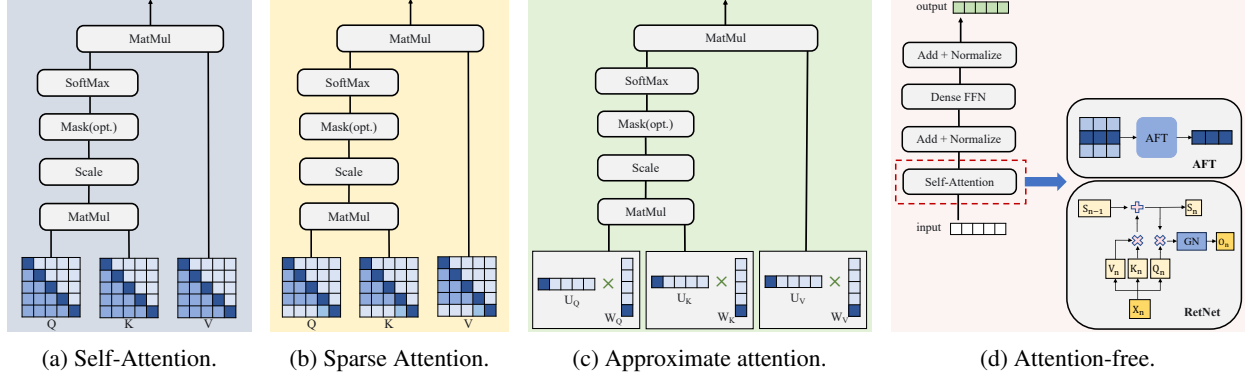 MatMul
SoftMax
Mask(opt.)
Scale
MatMul
Q K V
(a) Self-Attention.
MatMul
SoftMax
Mask(opt.)
Scale
MatMul
Q K V
(b) Sparse Attention.
MatMul
SoftMax
Mask(opt.)
Scale
MatMul
U_Q × W_Q
U_K × W_K
U_V × W_V
(c) Approximate attention.
output
Add + Normalize
Dense FFN
Add + Normalize
Self-Attention
input
AFT
AFT
S_{n-1} S_n
GN O_n
V_n K_n Q_n
X_n
RetNet
(d) Attention-free.